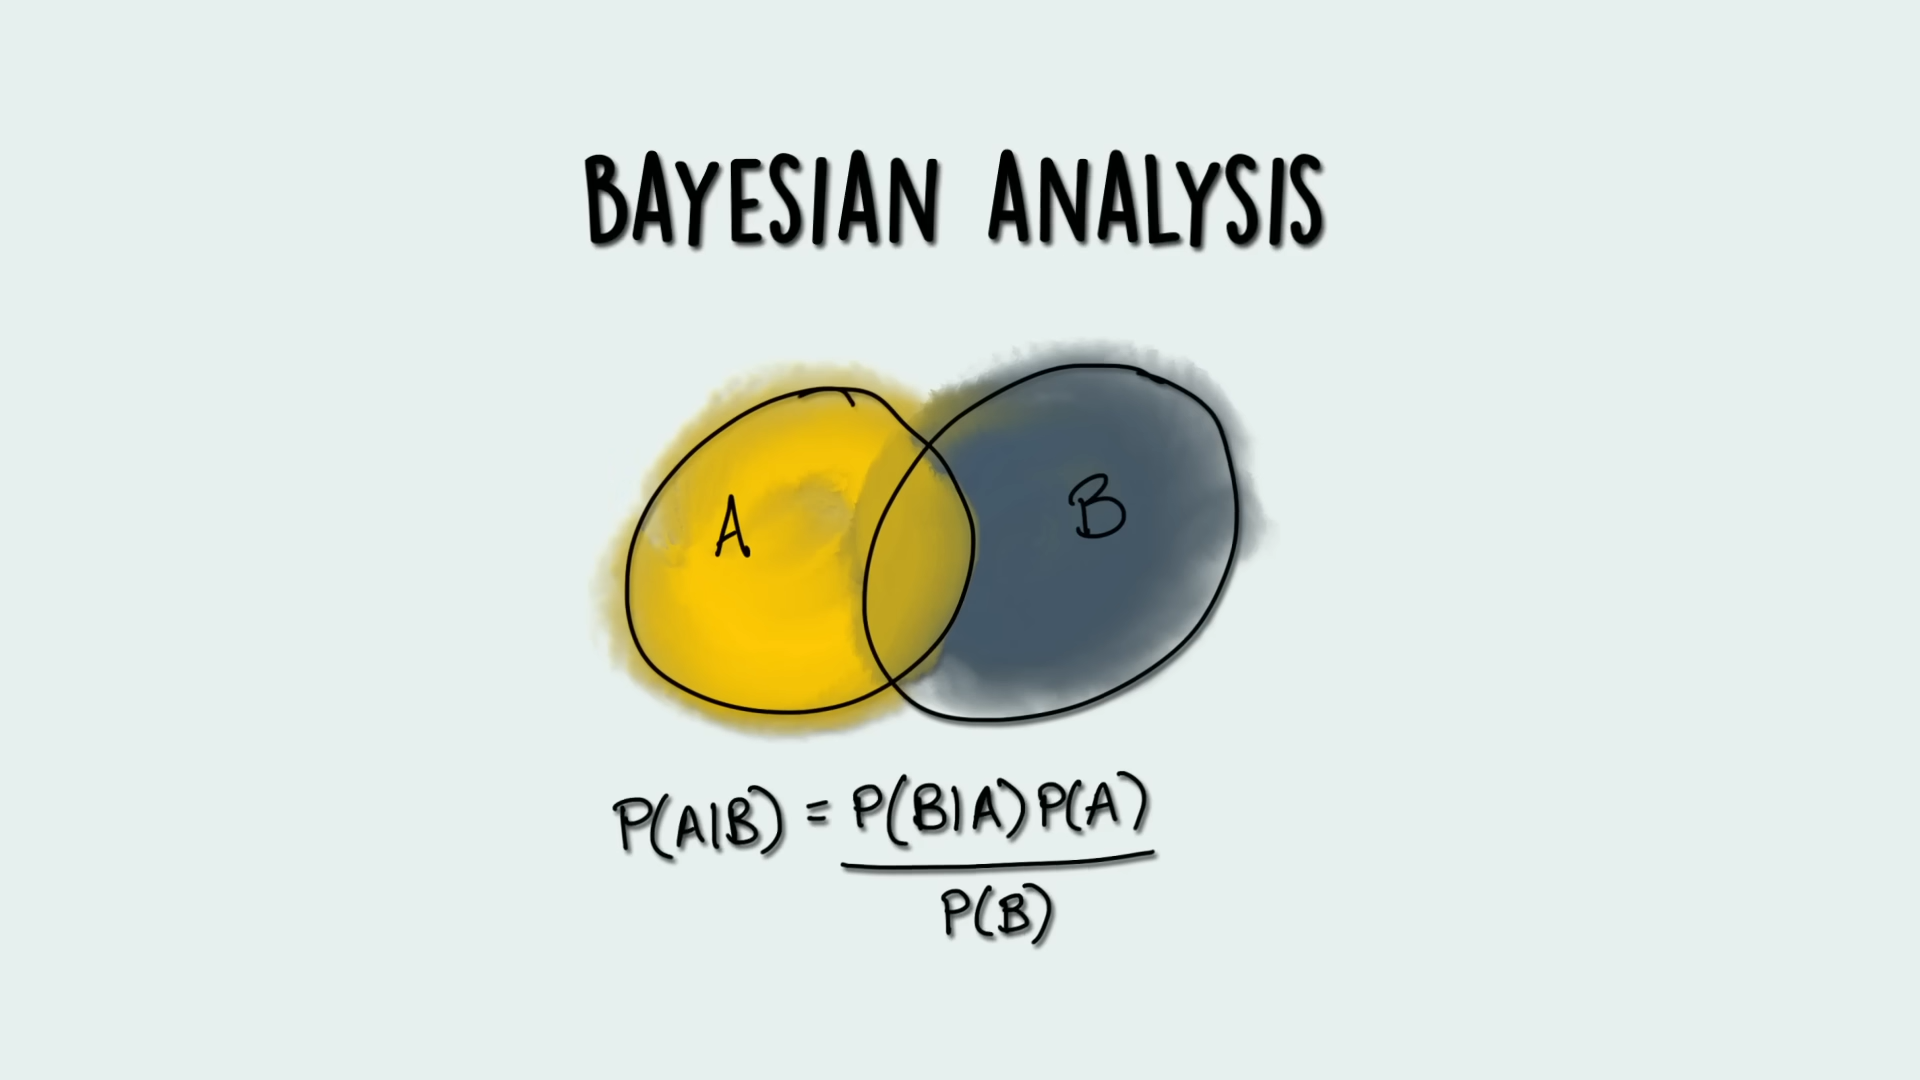 BAYESIAN ANALYSIS
A
B
P(A|B) = P(B|A) P(A)
P(B)